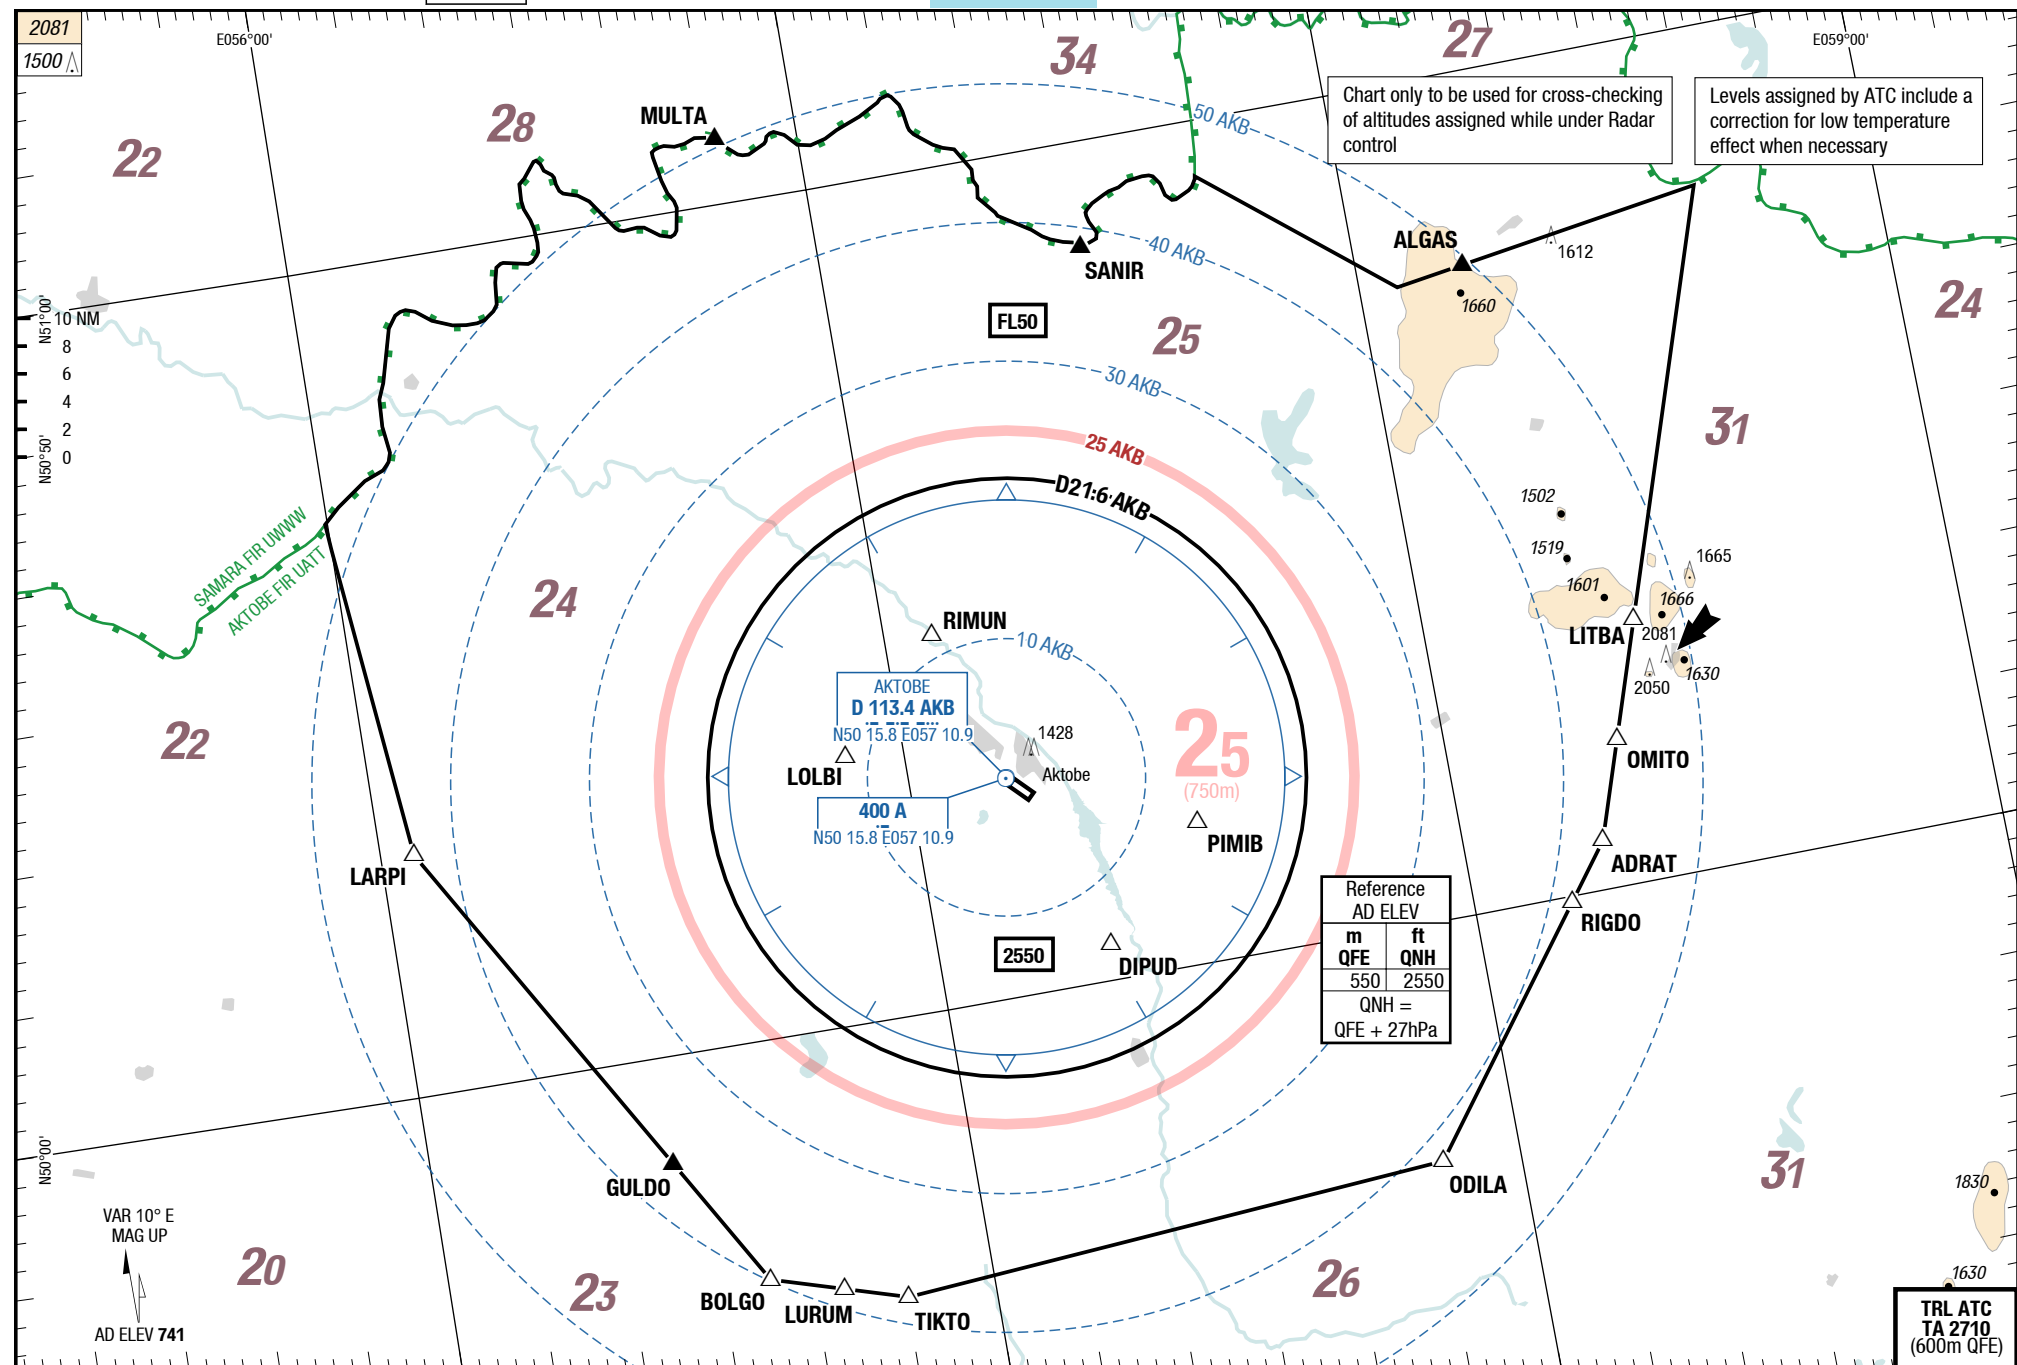 2081
1500
E056°00'
E059°00'
34
27
28
22
MULTA
50 AKB
Chart only to be used for cross-checking
of altitudes assigned while under Radar
control
Levels assigned by ATC include a
correction for low temperature
effect when necessary
ALGAS
1612
40 AKB
SANIR
1660
24
N51°00'
10 NM
8
6
4
2
0
N50°50'
FL50
25
30 AKB
31
25 AKB
D21.6 AKB
1502
1519
1601
1665
1666
SAMARA FIR UWWW
AKTOBE FIR UATT
24
RIMUN
10 AKB
LITBA
2081
2050
1630
AKTOBE
D 113.4 AKB
N50 15.8 E057 10.9
1428
Aktobe
LOLBI
400 A
N50 15.8 E057 10.9
25
(750m)
PIMIB
22
OMITO
ADRAT
RIGDO
LARPI
Reference
AD ELEV
m ft
QFE QNH
550 2550
QNH =
QFE + 27hPa
2550
DIPUD
N50°00'
GULDO
ODILA
31
1830
VAR 10° E
MAG UP
20
AD ELEV 741
23
BOLGO
LURUM
TIKTO
26
1630
TRL ATC
TA 2710
(600m QFE)